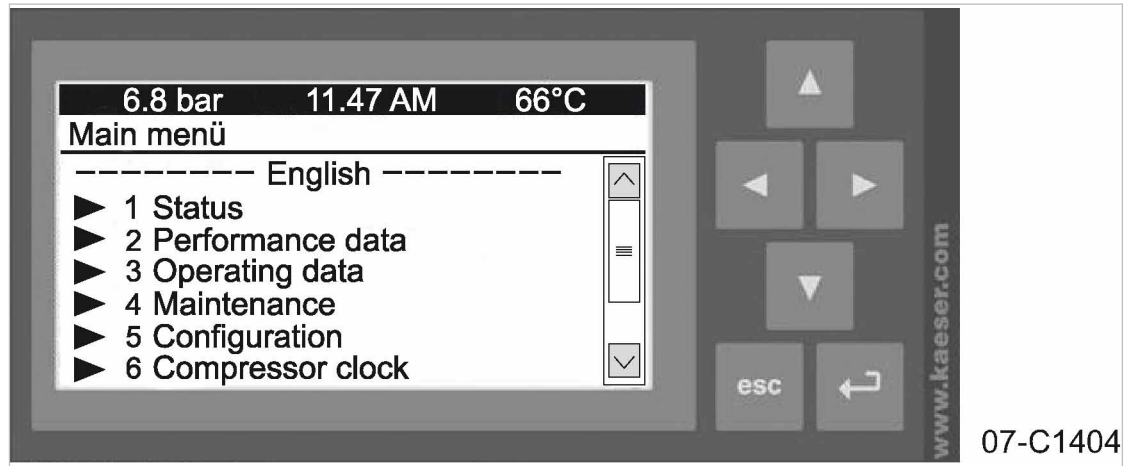 6.8 bar 11.47 AM 66°C
Main menü
-------- English --------
► 1 Status
► 2 Performance data
► 3 Operating data
► 4 Maintenance
► 5 Configuration
► 6 Compressor clock
esc
www.kaeser.com
07-C1404